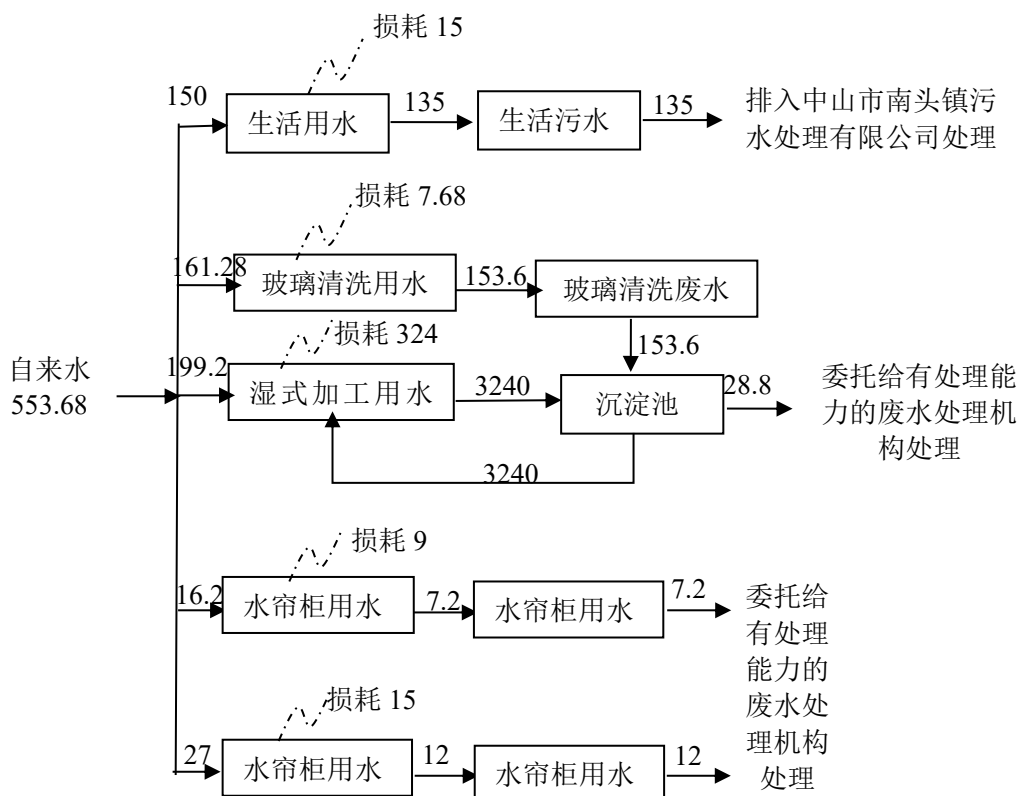 损耗 15
150
生活用水
135
生活污水
135
排入中山市南头镇污
水处理有限公司处理
损耗 7.68
161.28
玻璃清洗用水
153.6
玻璃清洗废水
153.6
损耗 324
自来水
553.68
199.2
湿式加工用水
3240
沉淀池
28.8
委托给有处理能
力的废水处理机
构处理
3240
损耗 9
16.2
水帘柜用水
7.2
水帘柜用水
7.2
委托给
有处理
能力的
废水处
理机构
处理
损耗 15
27
水帘柜用水
12
水帘柜用水
12